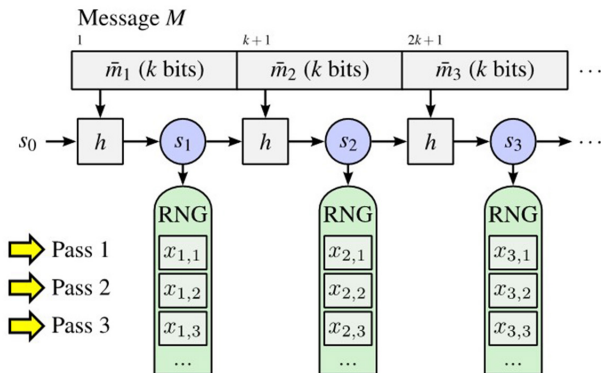 Message M
1 k+1 2k+1
m̄₁ (k bits) m̄₂ (k bits) m̄₃ (k bits) ⋯
s₀ h s₁ h s₂ h s₃ ⋯
RNG RNG RNG
Pass 1 x₁,₁ x₂,₁ x₃,₁
Pass 2 x₁,₂ x₂,₂ x₃,₂
Pass 3 x₁,₃ x₂,₃ x₃,₃
... ... ...